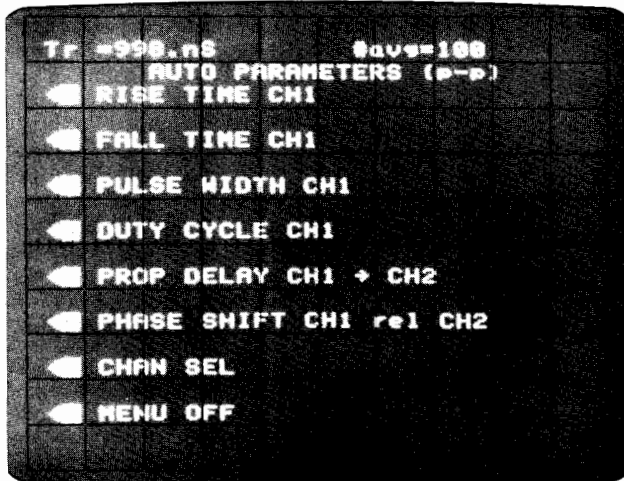 Tr =990.nS #avg=100
AUTO PARAMETERS (p-p)
RISE TIME CH1
FALL TIME CH1
PULSE WIDTH CH1
DUTY CYCLE CH1
PROP DELAY CH1 → CH2
PHASE SHIFT CH1 rel CH2
CHAN SEL
MENU OFF